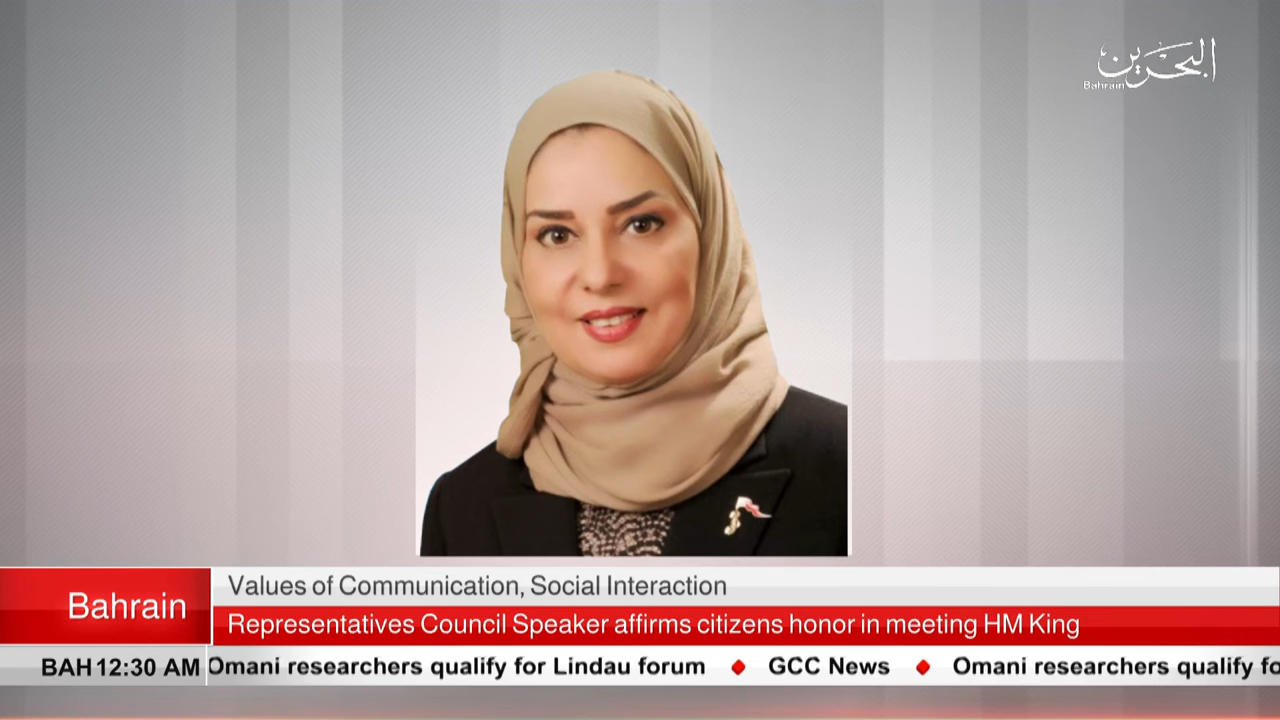 البحرين
Bahrain
Values of Communication, Social Interaction
Bahrain
Representatives Council Speaker affirms citizens honor in meeting HM King
BAH 12:30 AM Omani researchers qualify for Lindau forum GCC News Omani researchers qualify fo